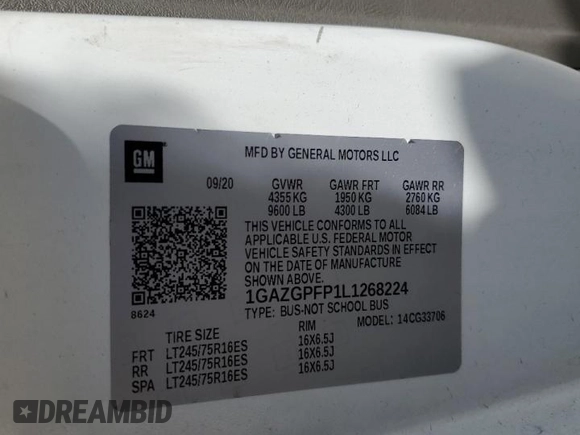 GM
MFD BY GENERAL MOTORS LLC
09/20 GVWR GAWR FRT GAWR RR
4355 KG 1950 KG 2760 KG
9600 LB 4300 LB 6084 LB
THIS VEHICLE CONFORMS TO ALL
APPLICABLE U.S. FEDERAL MOTOR
VEHICLE SAFETY STANDARDS IN EFFECT
ON THE DATE OF MANUFACTURE
SHOWN ABOVE.
1GAZGPFP1L1268224
8624 TYPE: BUS-NOT SCHOOL BUS
MODEL: 14CG33706
TIRE SIZE RIM
FRT LT245/75R16ES 16X6.5J
RR LT245/75R16ES 16X6.5J
SPA LT245/75R16ES 16X6.5J
DREAMBID